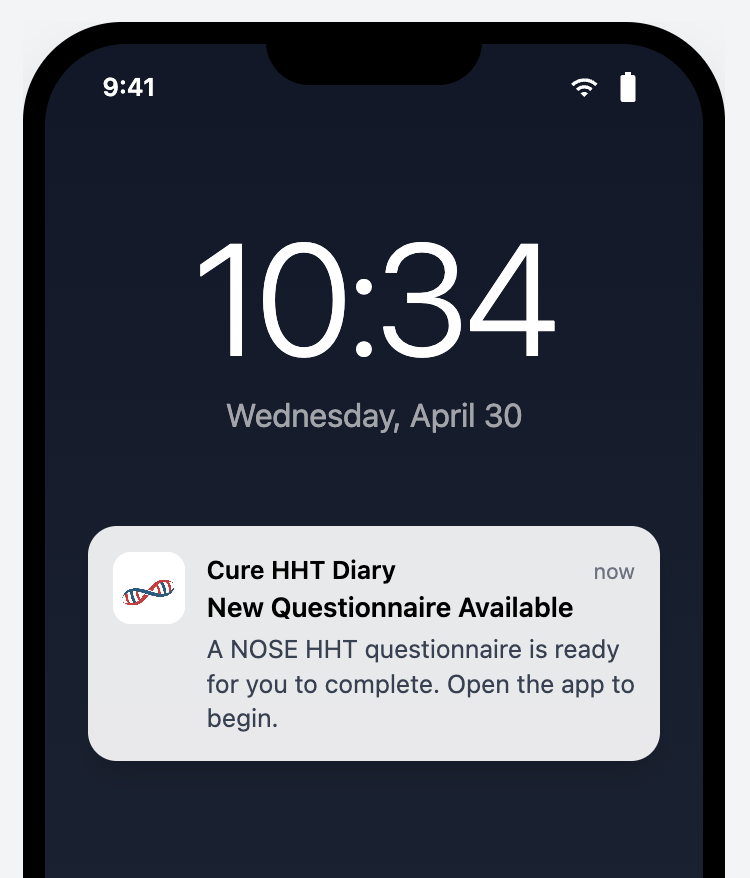 9:41
10:34
Wednesday, April 30
Cure HHT Diary
now
New Questionnaire Available
A NOSE HHT questionnaire is ready
for you to complete. Open the app to
begin.